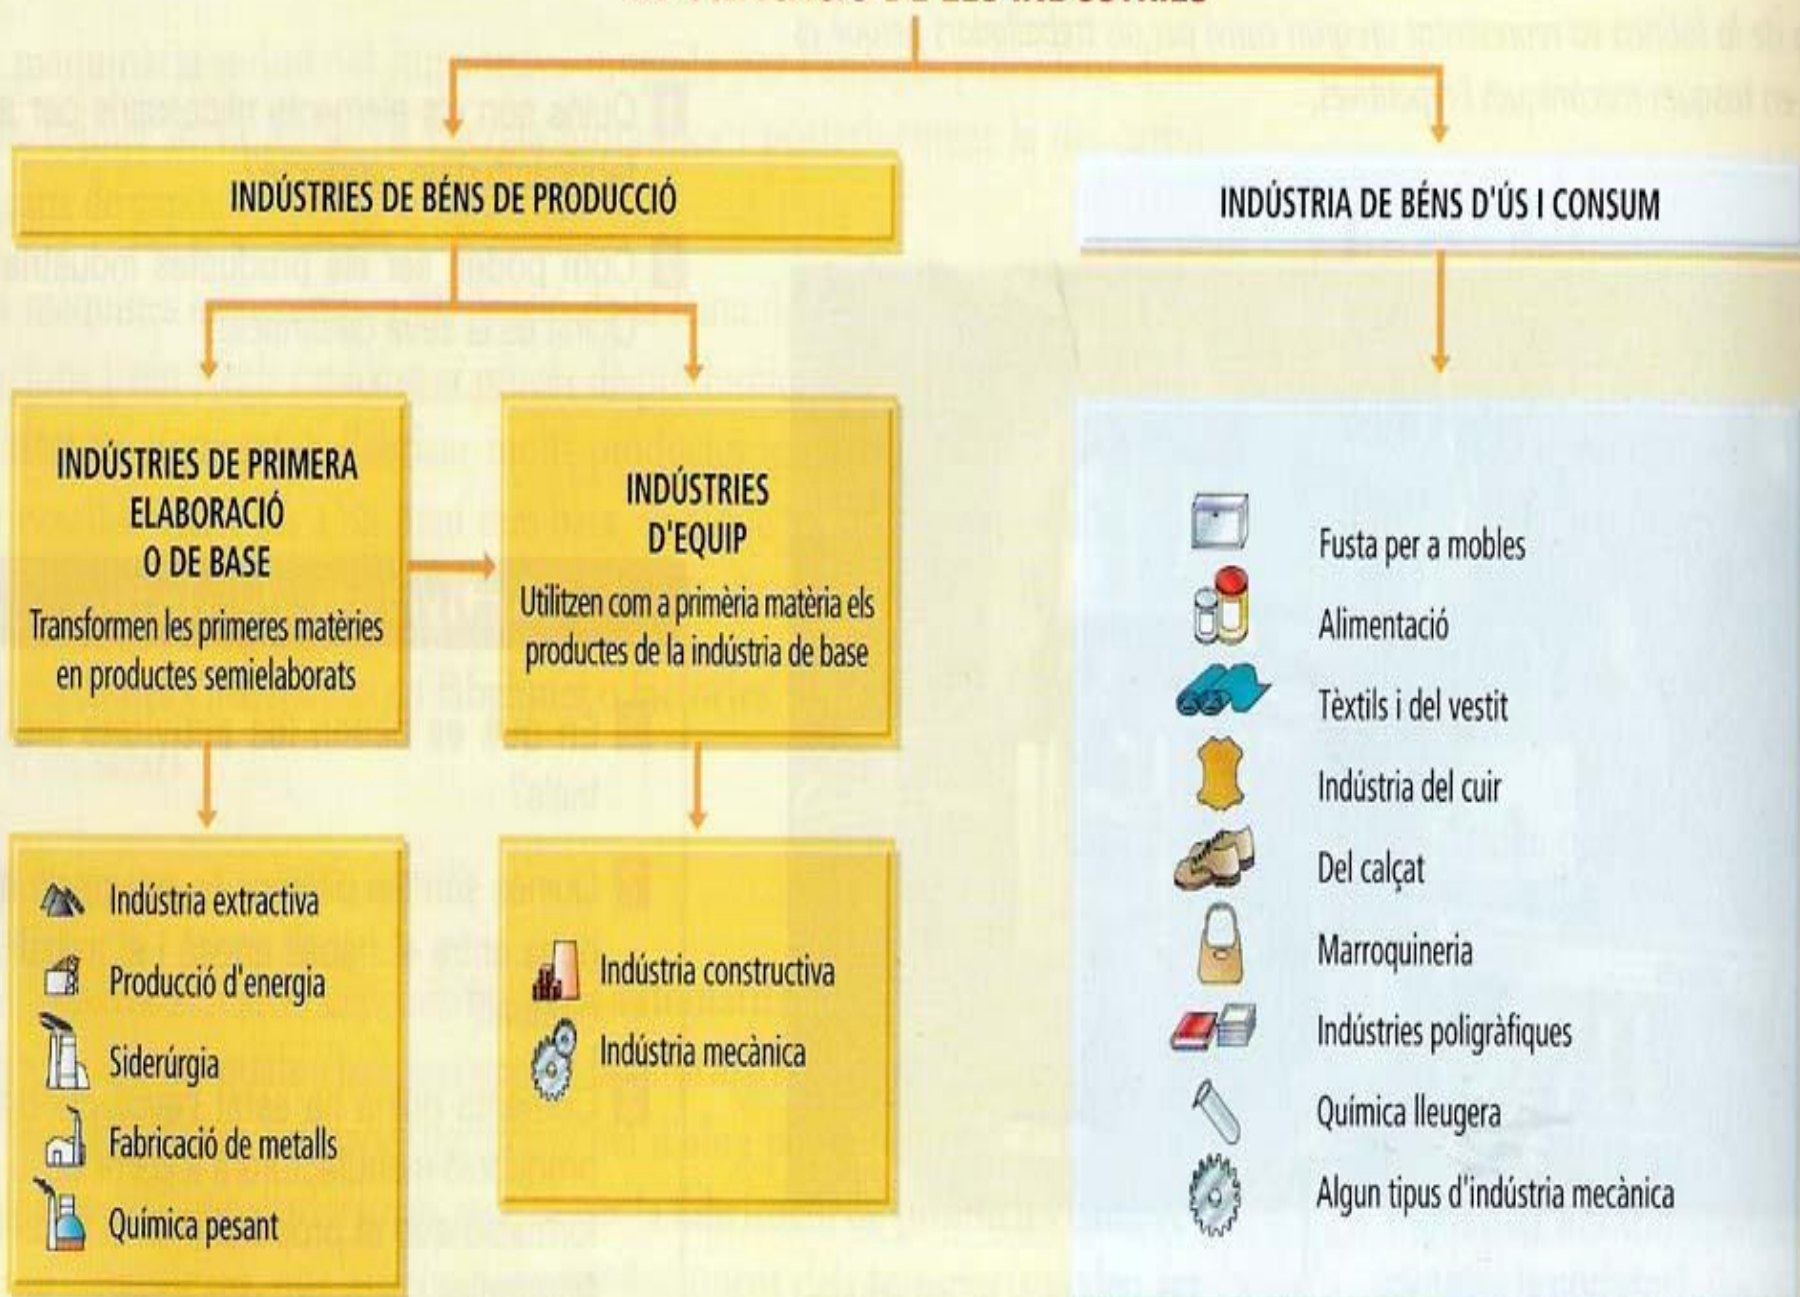 INDÚSTRIES
INDÚSTRIES DE BÉNS DE PRODUCCIÓ
INDÚSTRIA DE BÉNS D'ÚS I CONSUM
INDÚSTRIES DE PRIMERA
ELABORACIÓ
O DE BASE
Transformen les primeres matèries
en productes semielaborats
INDÚSTRIES
D'EQUIP
Utilitzen com a primèria matèria els
productes de la indústria de base
Indústria extractiva
Producció d'energia
Siderúrgia
Fabricació de metalls
Química pesant
Indústria constructiva
Indústria mecànica
Fusta per a mobles
Alimentació
Tèxtils i del vestit
Indústria del cuir
Del calçat
Marroquineria
Indústries poligràfiques
Química lleugera
Algun tipus d'indústria mecànica